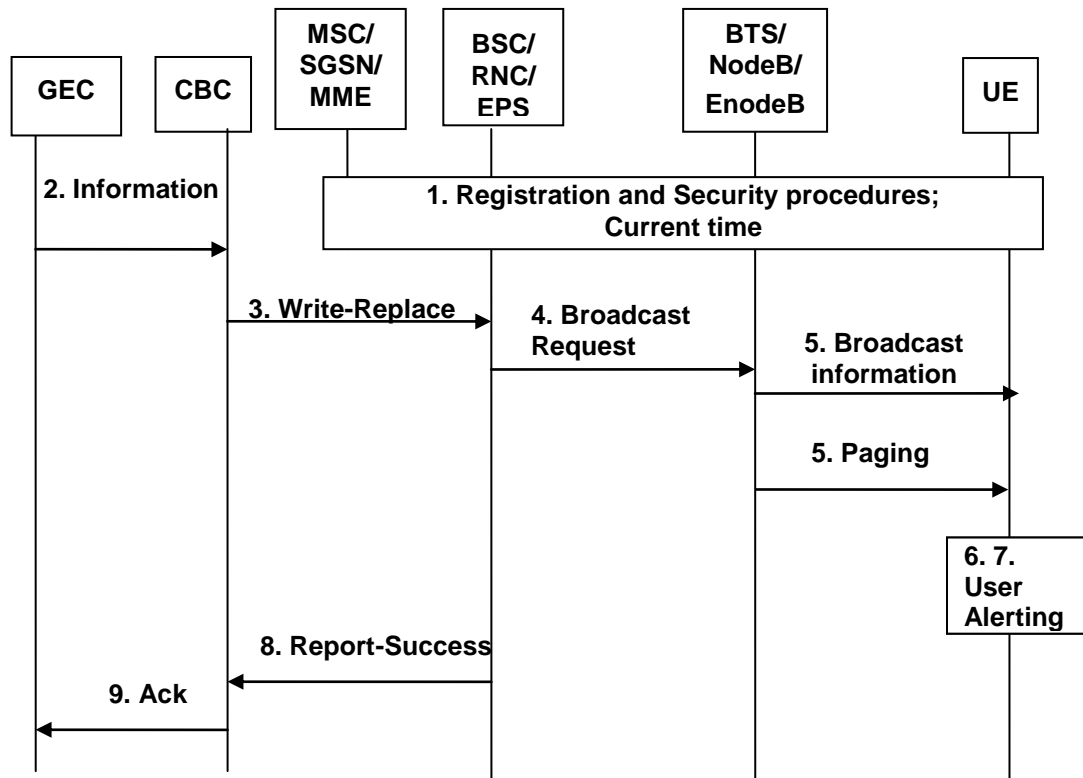 GEC
CBC
MSC/
SGSN/
MME
BSC/
RNC/
EPS
BTS/
NodeB/
EnodeB
UE
2. Information
1. Registration and Security procedures;
Current time
3. Write-Replace
4. Broadcast
Request
5. Broadcast
information
5. Paging
6. 7.
User
Alerting
8. Report-Success
9. Ack